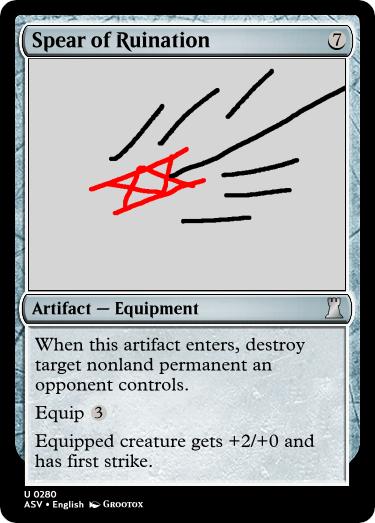 Spear of Ruination 7
Artifact — Equipment
When this artifact enters, destroy
target nonland permanent an
opponent controls.
Equip 3
Equipped creature gets +2/+0 and
has first strike.
U 0280
ASV • English Grootox